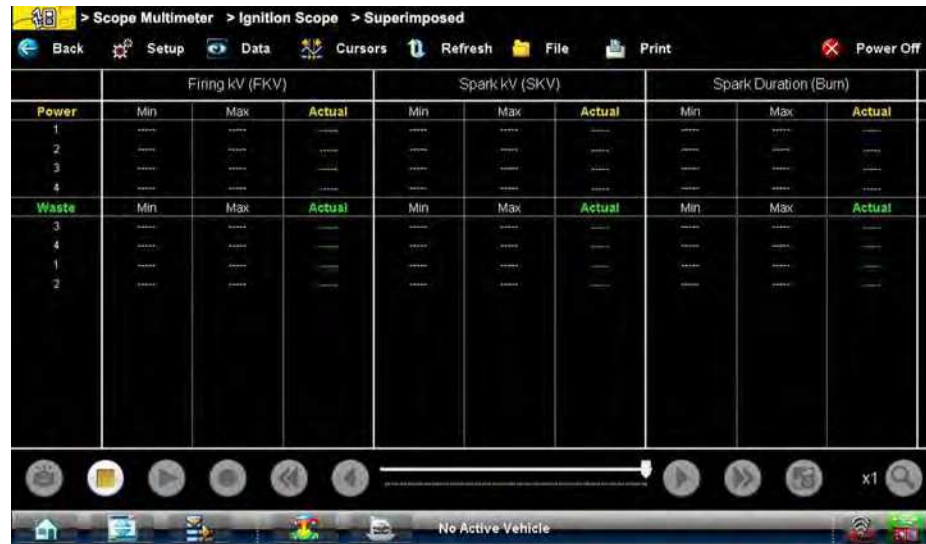 > Scope Multimeter > Ignition Scope > Superimposed
Back Setup Data Cursors Refresh File Print Power Off
Firing kV (FKV) Spark kV (SKV) Spark Duration (Burn)
Power Min Max Actual Min Max Actual Min Max Actual
1 ----- ----- ----- ----- ----- ----- ----- ----- -----
2 ----- ----- ----- ----- ----- ----- ----- ----- -----
3 ----- ----- ----- ----- ----- ----- ----- ----- -----
4 ----- ----- ----- ----- ----- ----- ----- ----- -----
Waste Min Max Actual Min Max Actual Min Max Actual
3 ----- ----- ----- ----- ----- ----- ----- ----- -----
4 ----- ----- ----- ----- ----- ----- ----- ----- -----
1 ----- ----- ----- ----- ----- ----- ----- ----- -----
2 ----- ----- ----- ----- ----- ----- ----- ----- -----
x1
No Active Vehicle